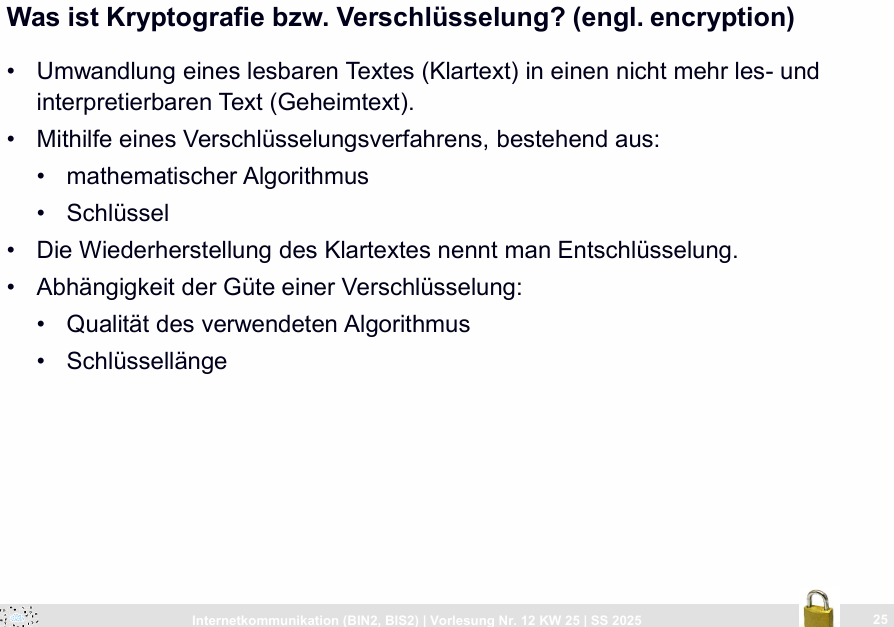 Was ist Kryptografie bzw. Verschlüsselung? (engl. encryption)
• Umwandlung eines lesbaren Textes (Klartext) in einen nicht mehr les- und
interpretierbaren Text (Geheimtext).
• Mithilfe eines Verschlüsselungsverfahrens, bestehend aus:
• mathematischer Algorithmus
• Schlüssel
• Die Wiederherstellung des Klartextes nennt man Entschlüsselung.
• Abhängigkeit der Güte einer Verschlüsselung:
• Qualität des verwendeten Algorithmus
• Schlüssellänge
Internetkommunikation (BIN2, BIS2) | Vorlesung Nr. 12 KW 25 | SS 2025
25